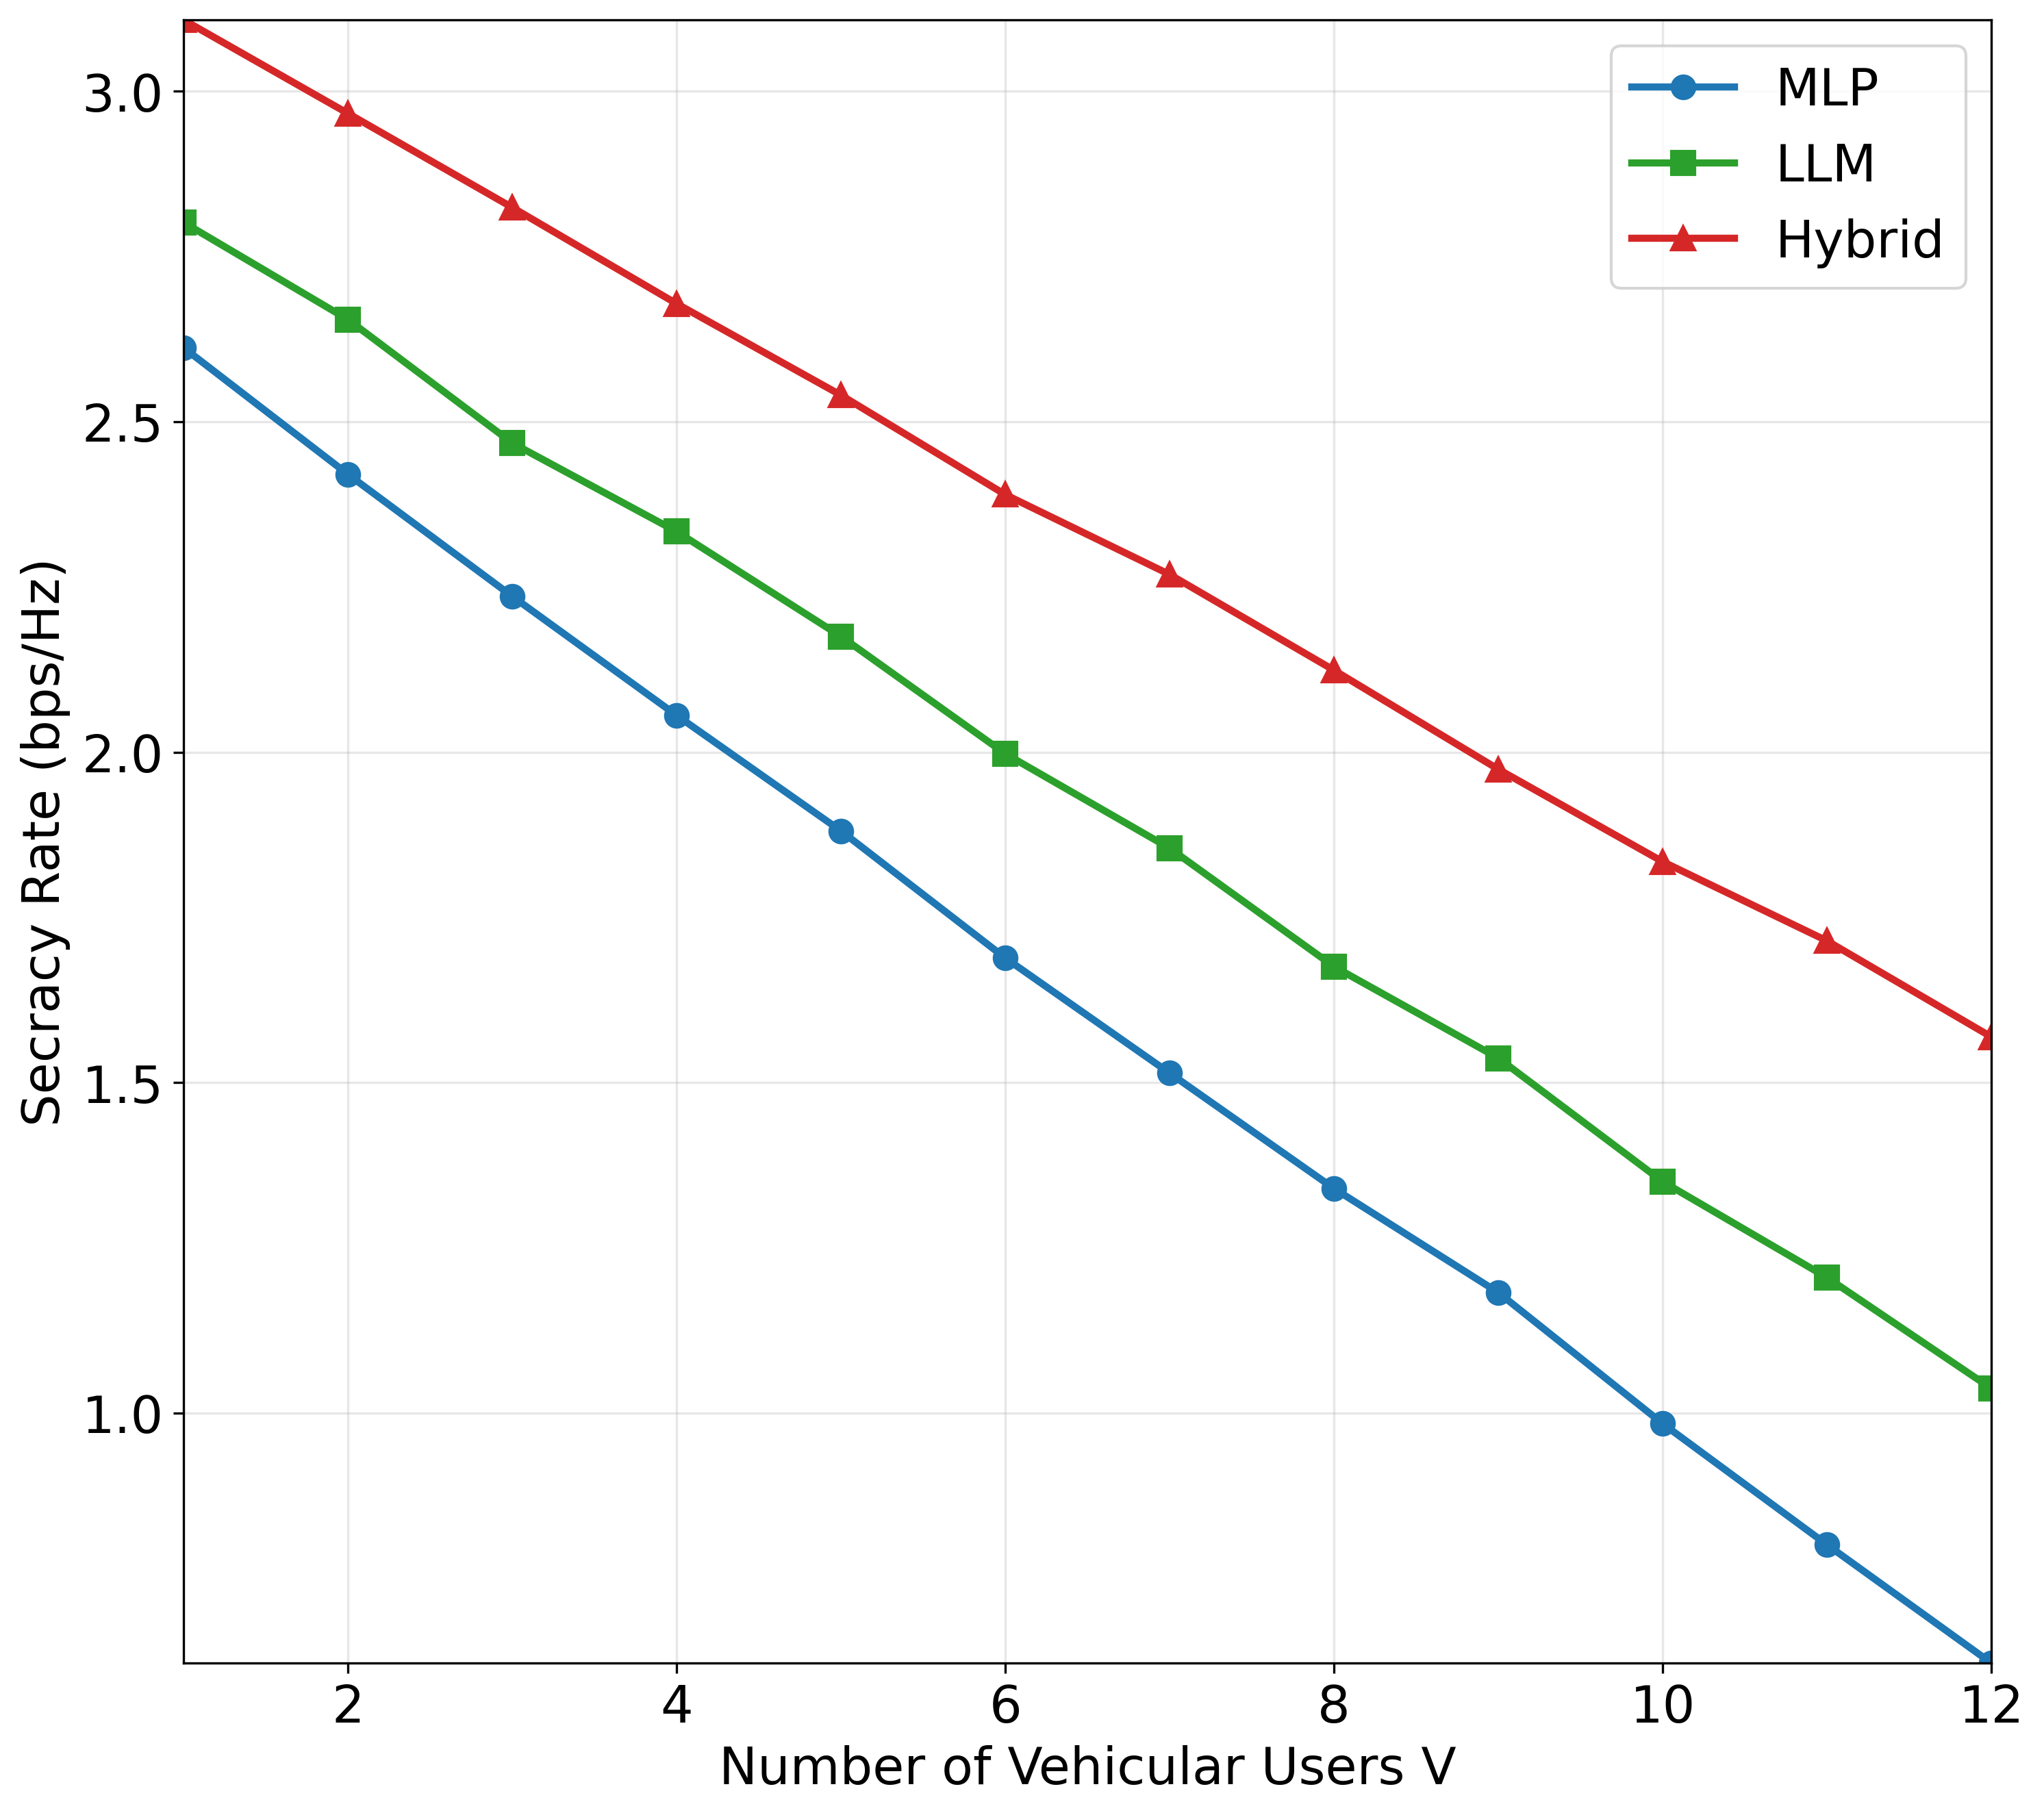 MLP
LLM
Hybrid
3.0
2.5
2.0
1.5
1.0
Secracy Rate (bps/Hz)
2 4 6 8 10 12
Number of Vehicular Users V